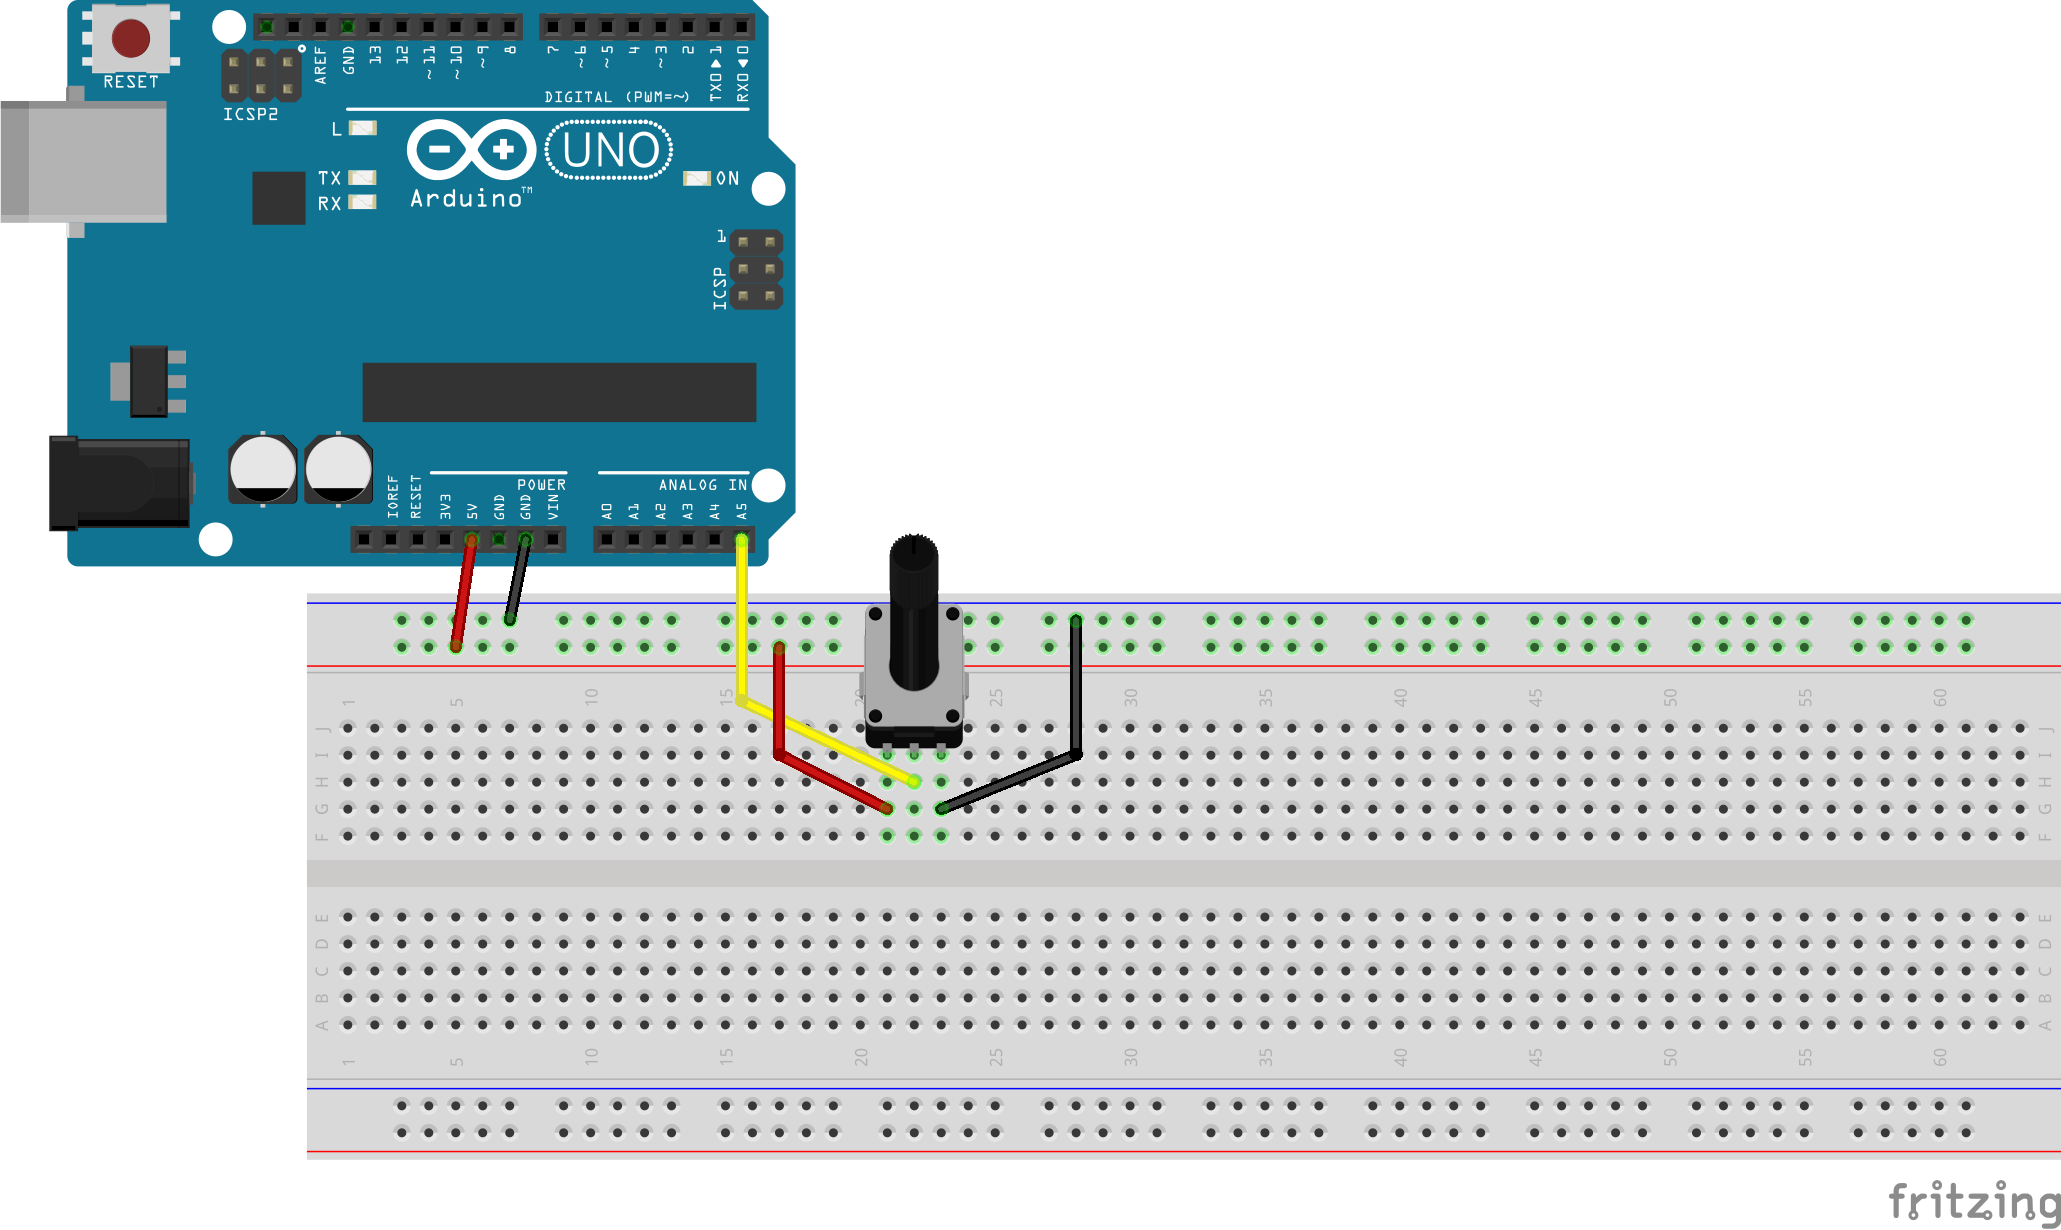 RESET
ICSP2
AREF
GND
13
12
~11
~10
~9
8
7
~6
~5
4
~3
2
TX0▶1
RX0◀0
DIGITAL (PWM=~)
L
TX
RX
Arduino™
UNO
ON
1
ICSP
POWER
ANALOG IN
IOREF
RESET
3V3
5V
GND
GND
VIN
A0
A1
A2
A3
A4
A5
1 5 10 15 20 25 30 35 40 45 50 55 60
J J
I I
H H
G G
F F
E E
D D
C C
B B
A A
1 5 10 15 20 25 30 35 40 45 50 55 60
fritzing